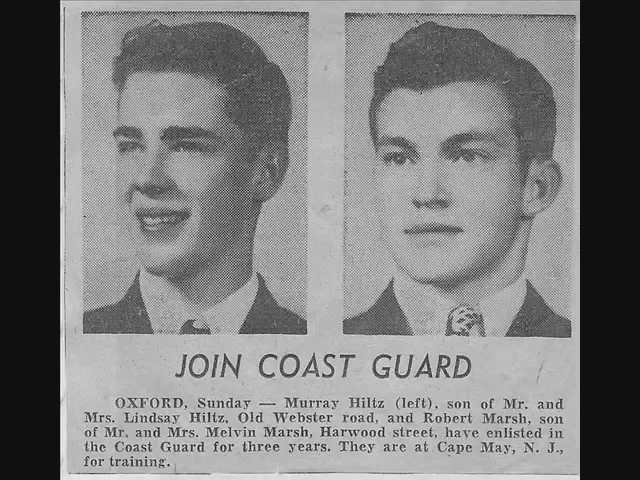 JOIN COAST GUARD
OXFORD, Sunday — Murray Hiltz (left), son of Mr. and
Mrs. Lindsay Hiltz, Old Webster road, and Robert Marsh, son
of Mr. and Mrs. Melvin Marsh, Harwood street, have enlisted in
the Coast Guard for three years. They are at Cape May, N. J.,
for training.